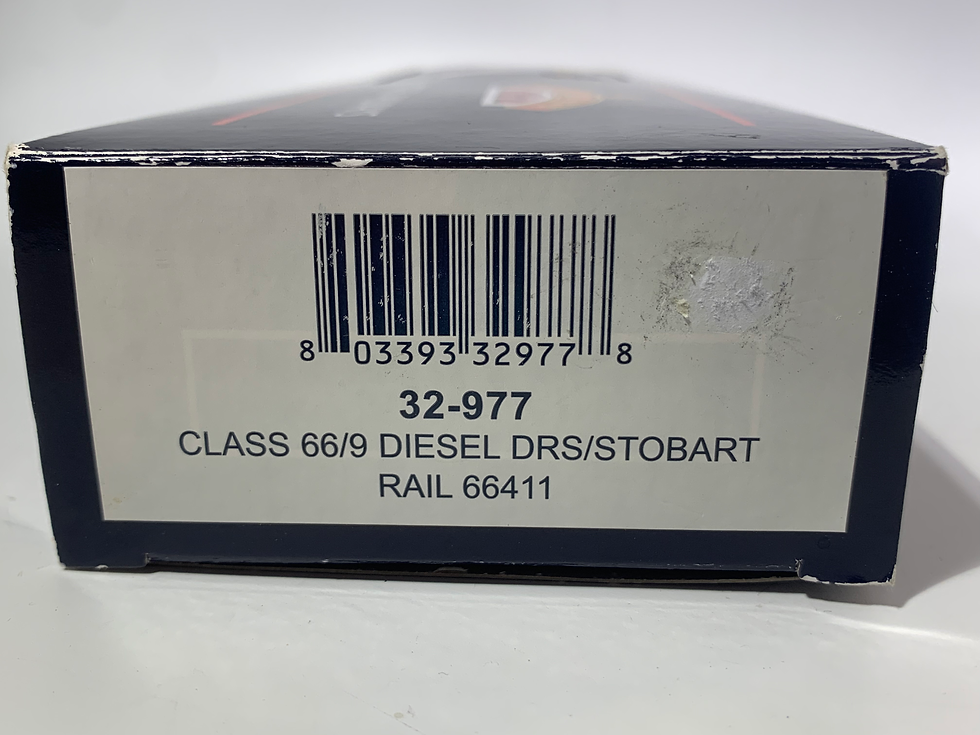 8 03393 32977 8
32-977
CLASS 66/9 DIESEL DRS/STOBART
RAIL 66411